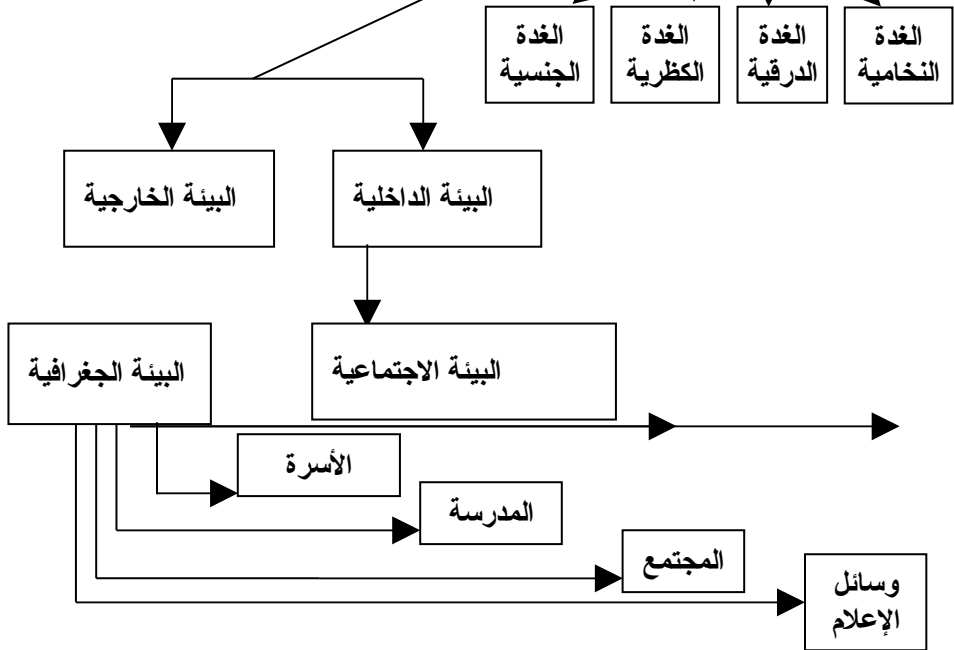 الغدة
النخامية
الغدة
الدرقية
الغدة
الكظرية
الغدة
الجنسية
البيئة الداخلية
البيئة الخارجية
البيئة الاجتماعية
البيئة الجغرافية
الأسرة
المدرسة
المجتمع
وسائل
الإعلام